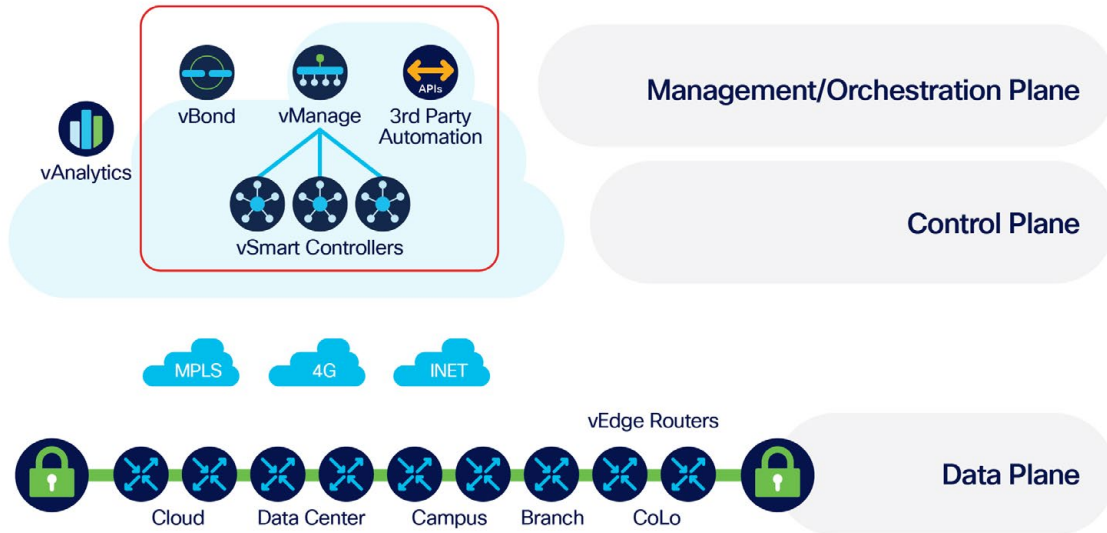 Management/Orchestration Plane
APIs
vBond
vManage
3rd Party
Automation
vAnalytics
Control Plane
vSmart Controllers
MPLS
4G
INET
vEdge Routers
Data Plane
Cloud
Data Center
Campus
Branch
CoLo